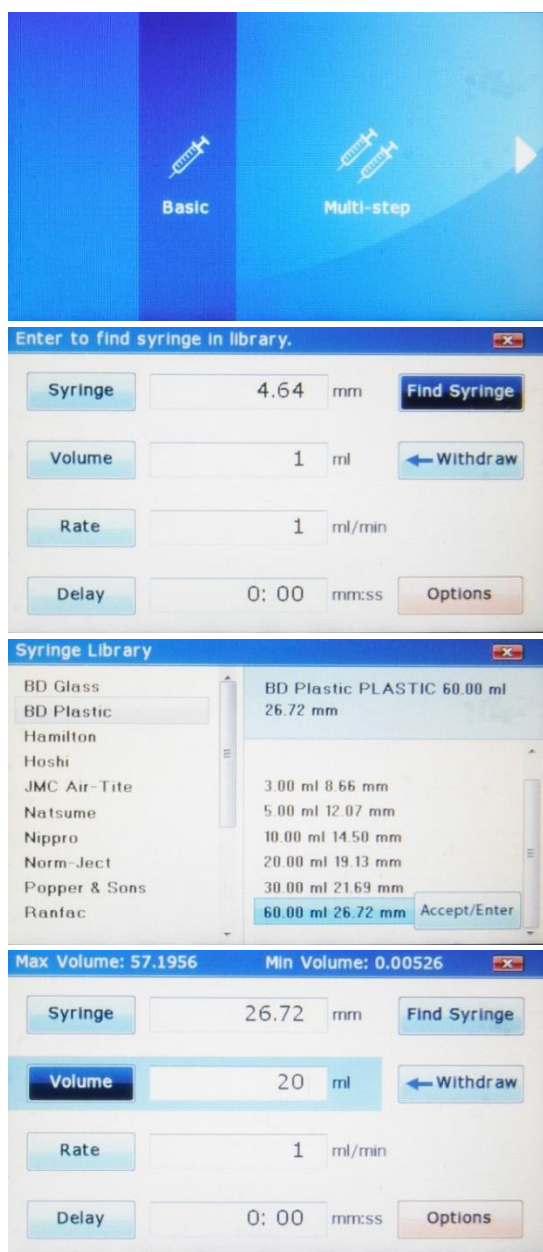 Basic Multi-step
Enter to find syringe in library.
Syringe 4.64 mm Find Syringe
Volume 1 ml Withdraw
Rate 1 ml/min
Delay 0: 00 mm:ss Options
Syringe Library
BD Glass
BD Plastic
Hamilton
Hoshi
JMC Air-Tite
Natsume
Nippro
Norm-Ject
Popper & Sons
Ranfac
BD Plastic PLASTIC 60.00 ml
26.72 mm
3.00 ml 8.66 mm
5.00 ml 12.07 mm
10.00 ml 14.50 mm
20.00 ml 19.13 mm
30.00 ml 21.69 mm
60.00 ml 26.72 mm Accept/Enter
Max Volume: 57.1956 Min Volume: 0.00526
Syringe 26.72 mm Find Syringe
Volume 20 ml Withdraw
Rate 1 ml/min
Delay 0: 00 mm:ss Options